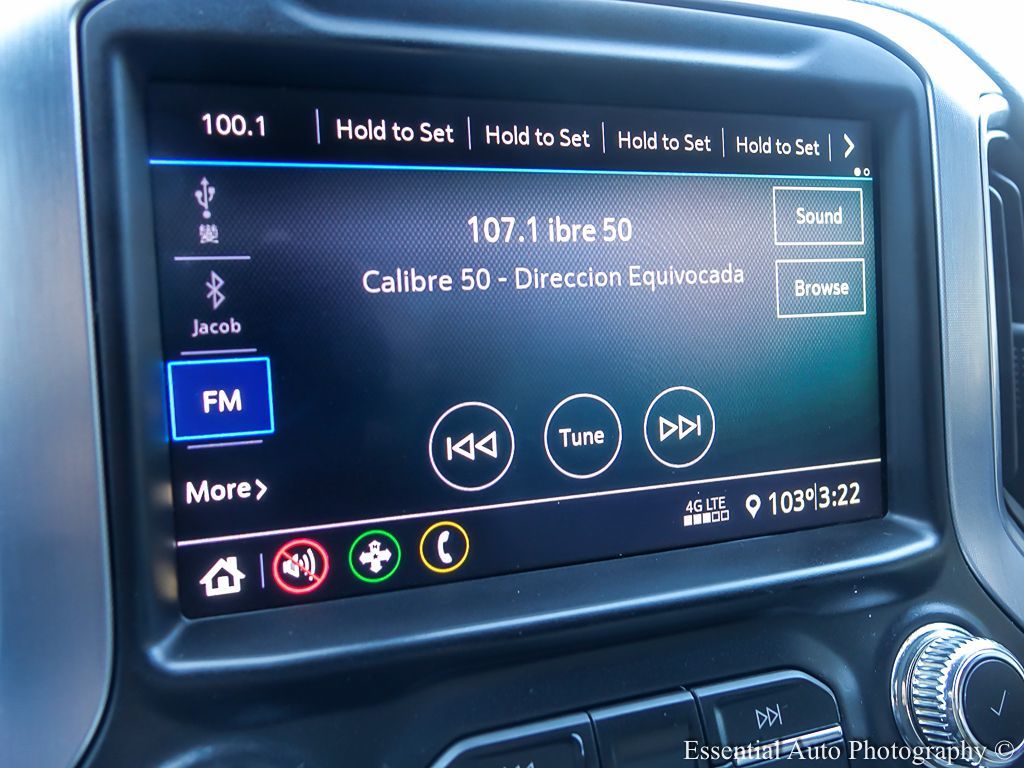 100.1 Hold to Set Hold to Set Hold to Set Hold to Set
變
107.1 ibre 50
Sound
Calibre 50 - Direccion Equivocada
Browse
Jacob
FM
Tune
More
4G LTE 103° 3:22
Essential Auto Photography ©